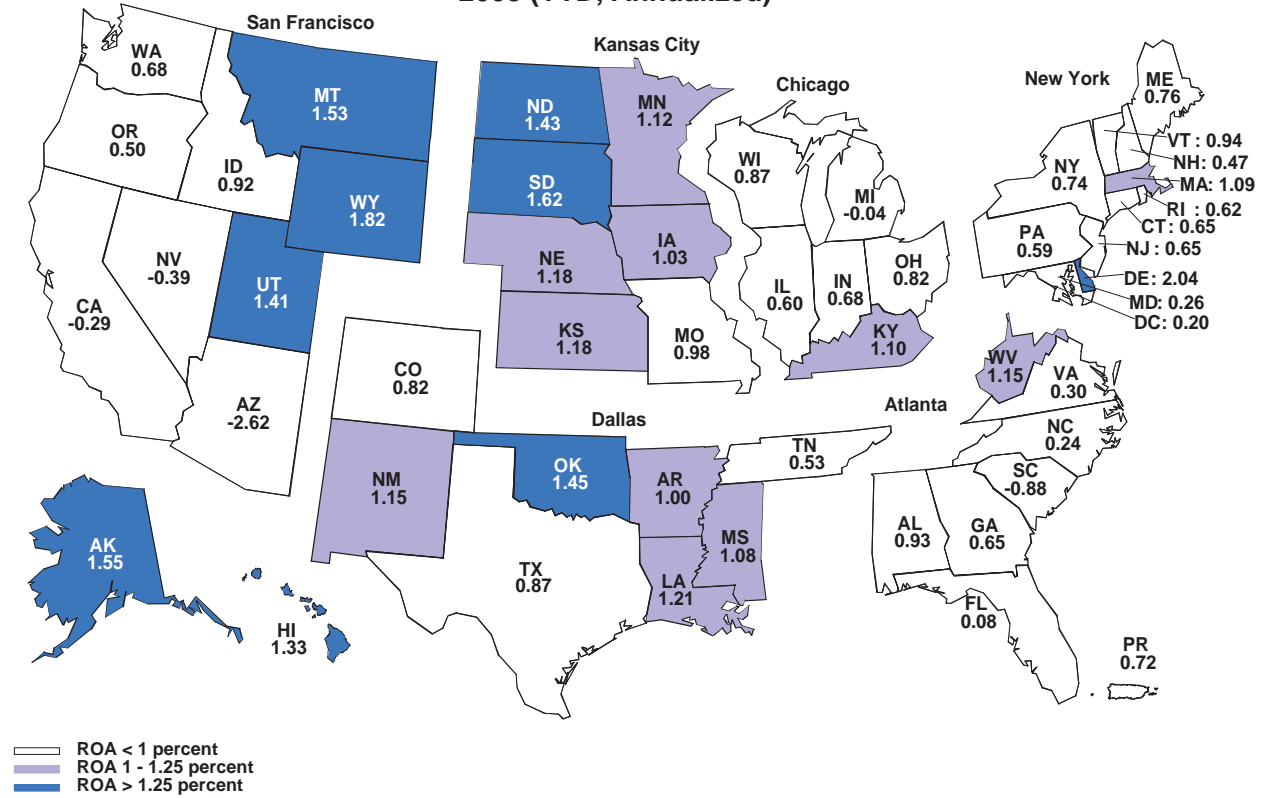 2008 (YTD, Annualized)
San Francisco
Kansas City
Chicago
New York
WA
0.68
OR
0.50
ID
0.92
MT
1.53
WY
1.82
NV
-0.39
UT
1.41
CA
-0.29
AZ
-2.62
AK
1.55
HI
1.33
ND
1.43
MN
1.12
SD
1.62
NE
1.18
IA
1.03
KS
1.18
MO
0.98
WI
0.87
MI
-0.04
IL
0.60
IN
0.68
OH
0.82
KY
1.10
ME
0.76
NY
0.74
VT : 0.94
NH: 0.47
MA: 1.09
RI : 0.62
CT: 0.65
NJ : 0.65
PA
0.59
DE: 2.04
MD: 0.26
DC: 0.20
Dallas
CO
0.82
NM
1.15
OK
1.45
AR
1.00
TN
0.53
TX
0.87
LA
1.21
MS
1.08
Atlanta
WV
1.15
VA
0.30
NC
0.24
SC
-0.88
AL
0.93
GA
0.65
FL
0.08
PR
0.72
ROA < 1 percent
ROA 1 - 1.25 percent
ROA > 1.25 percent